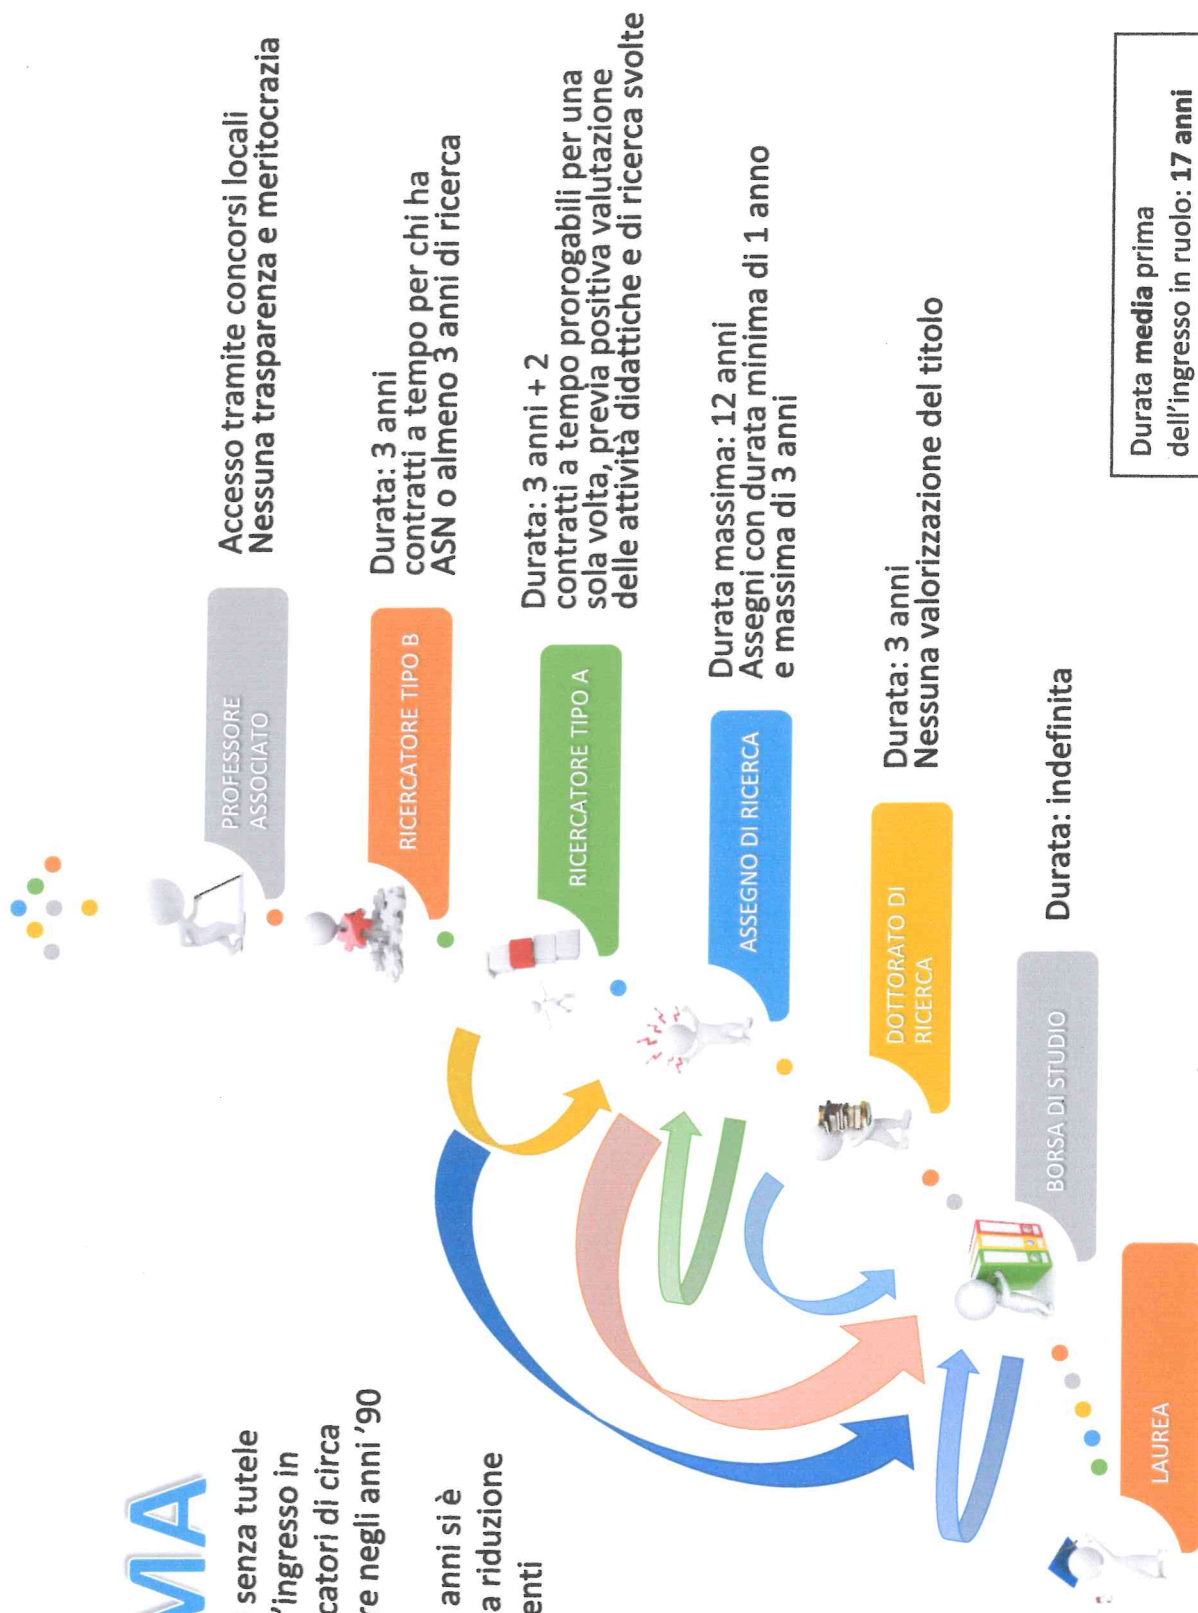 MA
senza tutele
'ingresso in
catori di circa
re negli anni '90
anni si è
a riduzione
enti
PROFESSORE
ASSOCIATO
Accesso tramite concorsi locali
Nessuna trasparenza e meritocrazia
RICERCATORE TIPO B
Durata: 3 anni
contratti a tempo per chi ha
ASN o almeno 3 anni di ricerca
RICERCATORE TIPO A
Durata: 3 anni + 2
contratti a tempo prorogabili per una
sola volta, previa positiva valutazione
delle attività didattiche e di ricerca svolte
ASSEGNO DI RICERCA
Durata massima: 12 anni
Assegni con durata minima di 1 anno
e massima di 3 anni
DOTTORATO DI
RICERCA
Durata: 3 anni
Nessuna valorizzazione del titolo
BORSA DI STUDIO
Durata: indefinita
LAUREA
Durata media prima
dell'ingresso in ruolo: 17 anni